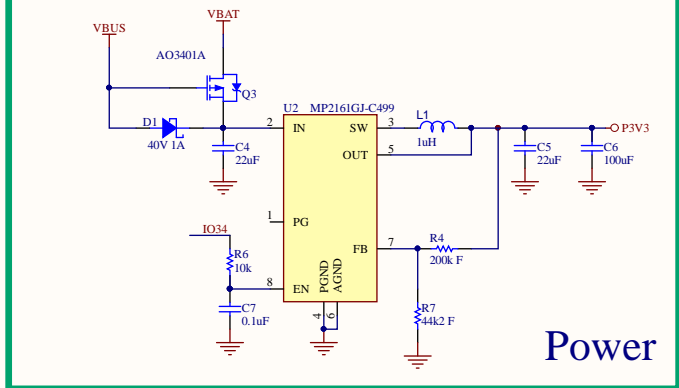 VBAT
VBUS
AO3401A
Q3
U2 MP2161GJ-C499
D1
40V 1A
2 IN
SW 3
L1
1uH
P3V3
OUT 5
C4
22uF
C5
22uF
C6
100uF
1 PG
IO34
R6
10k
FB 7
R4
200k F
8 EN
PGND
AGND
4
6
C7
0.1uF
R7
44k2 F
Power